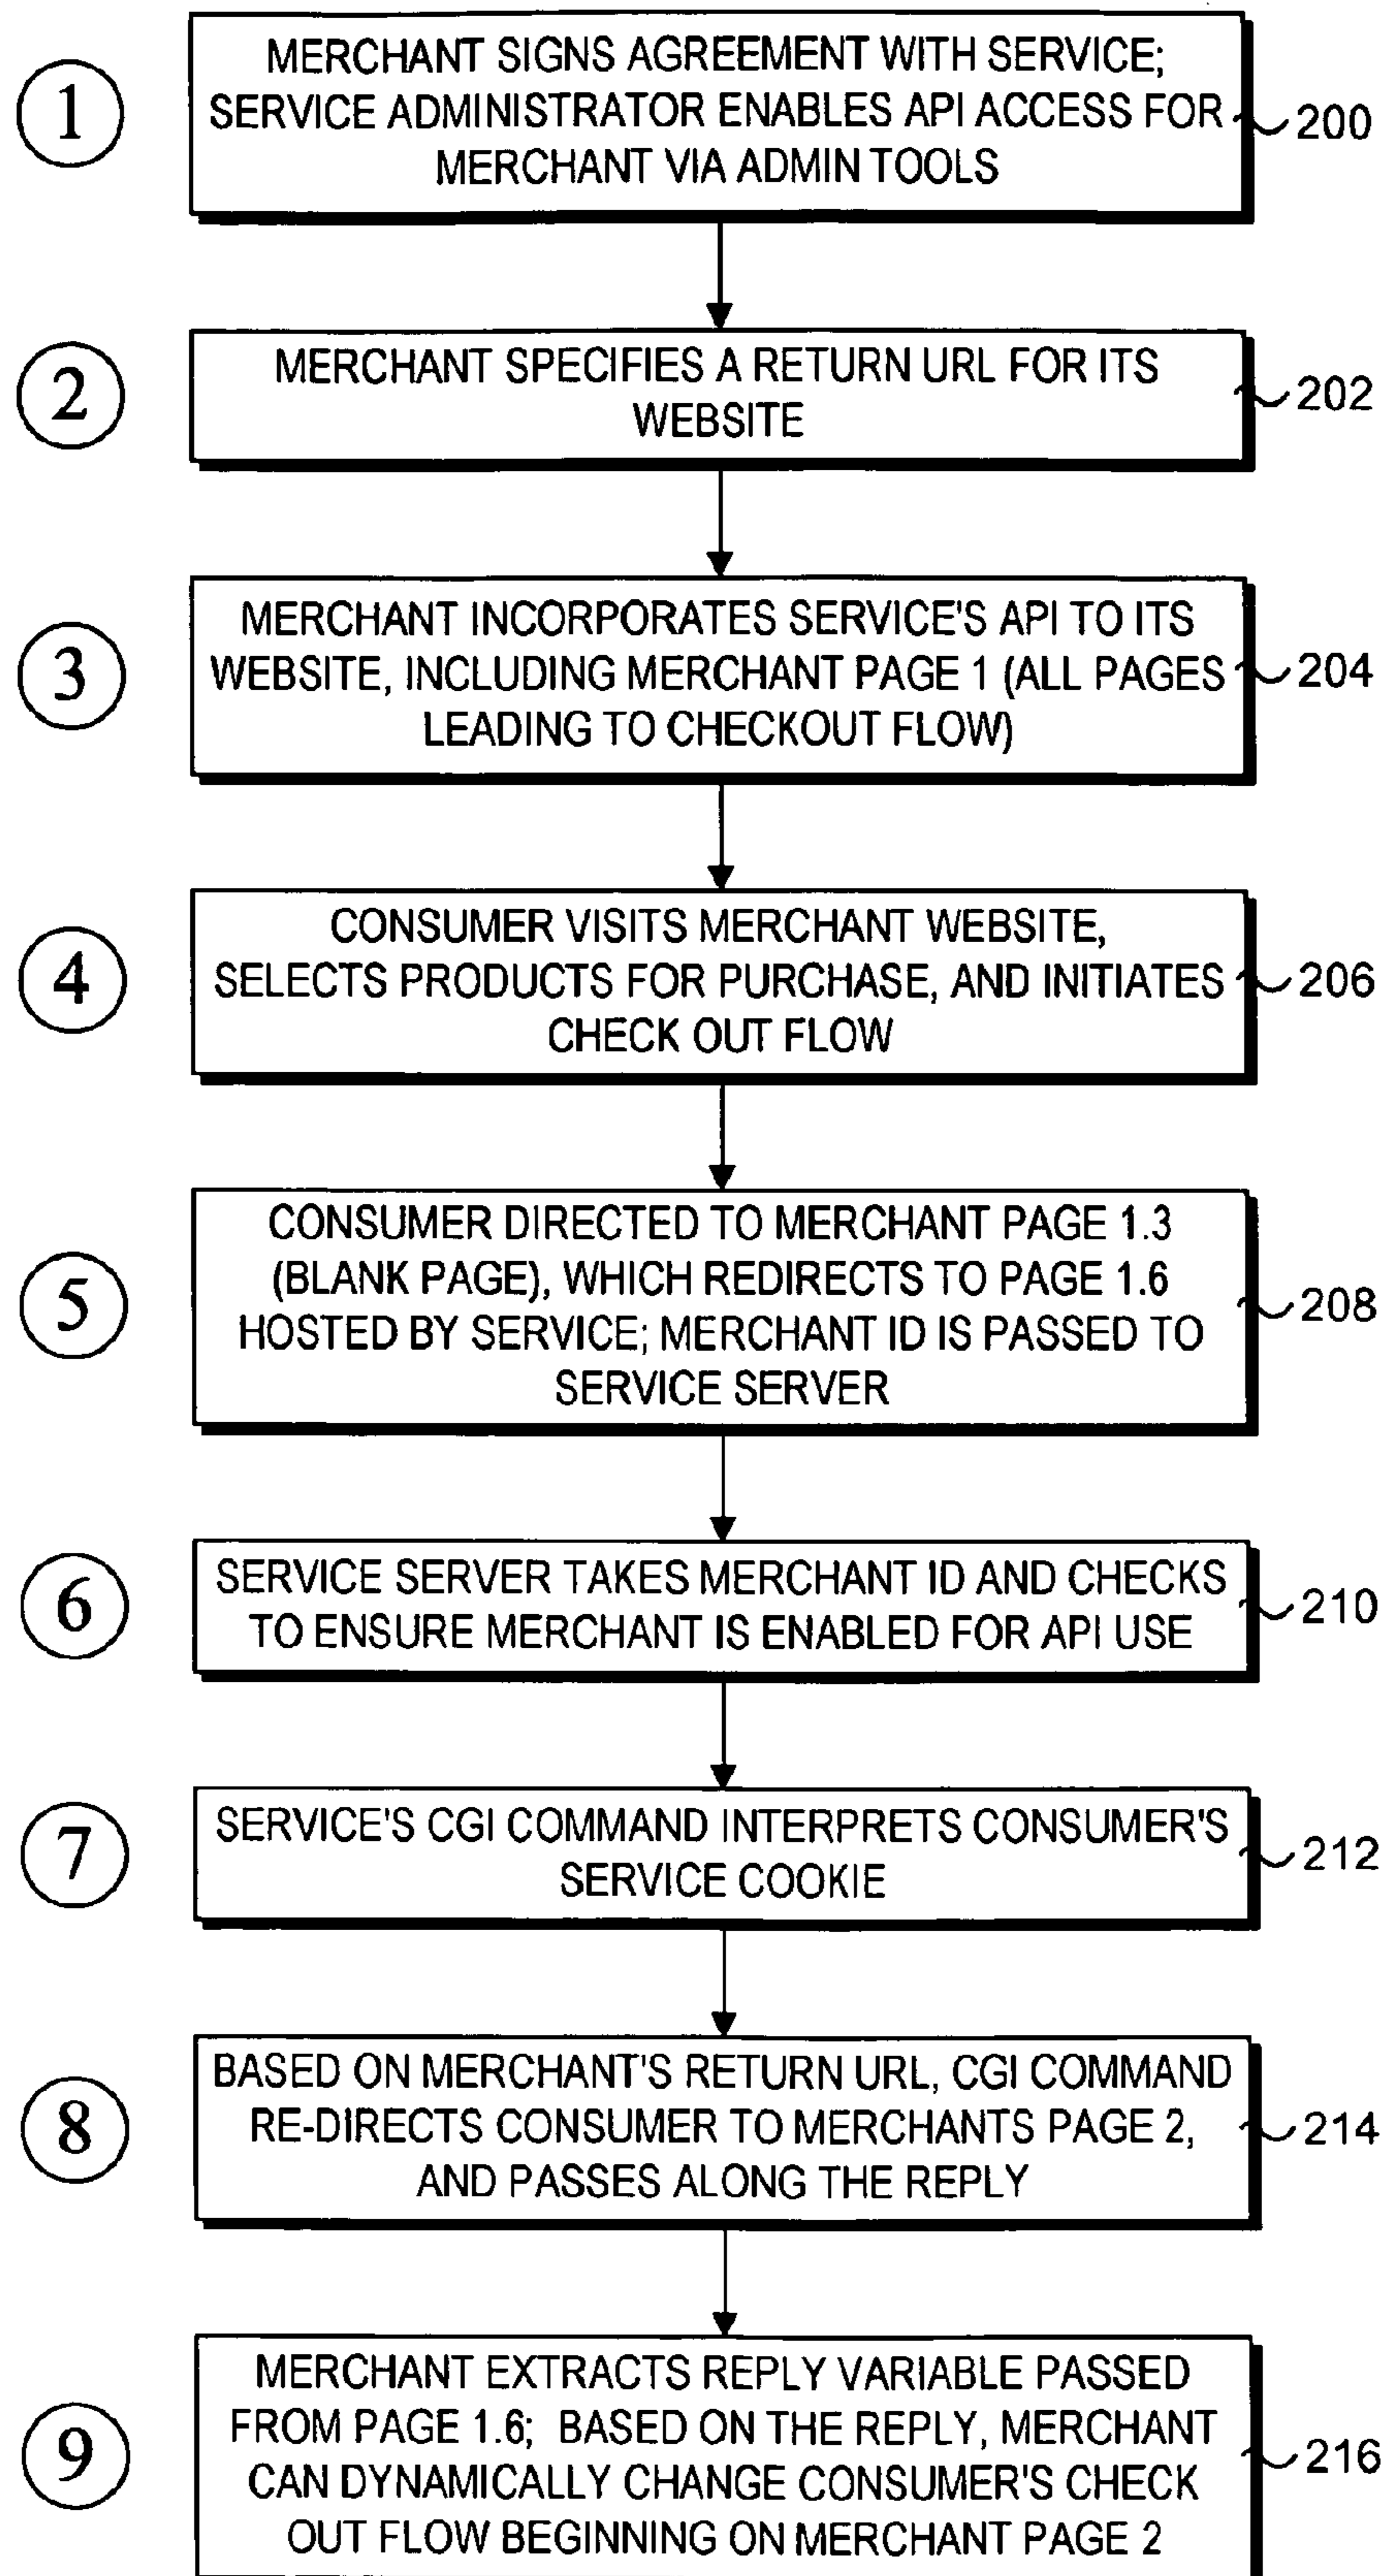 1
MERCHANT SIGNS AGREEMENT WITH SERVICE;
SERVICE ADMINISTRATOR ENABLES API ACCESS FOR
MERCHANT VIA ADMIN TOOLS
200
2
MERCHANT SPECIFIES A RETURN URL FOR ITS
WEBSITE
202
3
MERCHANT INCORPORATES SERVICE'S API TO ITS
WEBSITE, INCLUDING MERCHANT PAGE 1 (ALL PAGES
LEADING TO CHECKOUT FLOW)
204
4
CONSUMER VISITS MERCHANT WEBSITE,
SELECTS PRODUCTS FOR PURCHASE, AND INITIATES
CHECK OUT FLOW
206
5
CONSUMER DIRECTED TO MERCHANT PAGE 1.3
(BLANK PAGE), WHICH REDIRECTS TO PAGE 1.6
HOSTED BY SERVICE; MERCHANT ID IS PASSED TO
SERVICE SERVER
208
6
SERVICE SERVER TAKES MERCHANT ID AND CHECKS
TO ENSURE MERCHANT IS ENABLED FOR API USE
210
7
SERVICE'S CGI COMMAND INTERPRETS CONSUMER'S
SERVICE COOKIE
212
8
BASED ON MERCHANT'S RETURN URL, CGI COMMAND
RE-DIRECTS CONSUMER TO MERCHANTS PAGE 2,
AND PASSES ALONG THE REPLY
214
9
MERCHANT EXTRACTS REPLY VARIABLE PASSED
FROM PAGE 1.6; BASED ON THE REPLY, MERCHANT
CAN DYNAMICALLY CHANGE CONSUMER'S CHECK
OUT FLOW BEGINNING ON MERCHANT PAGE 2
216